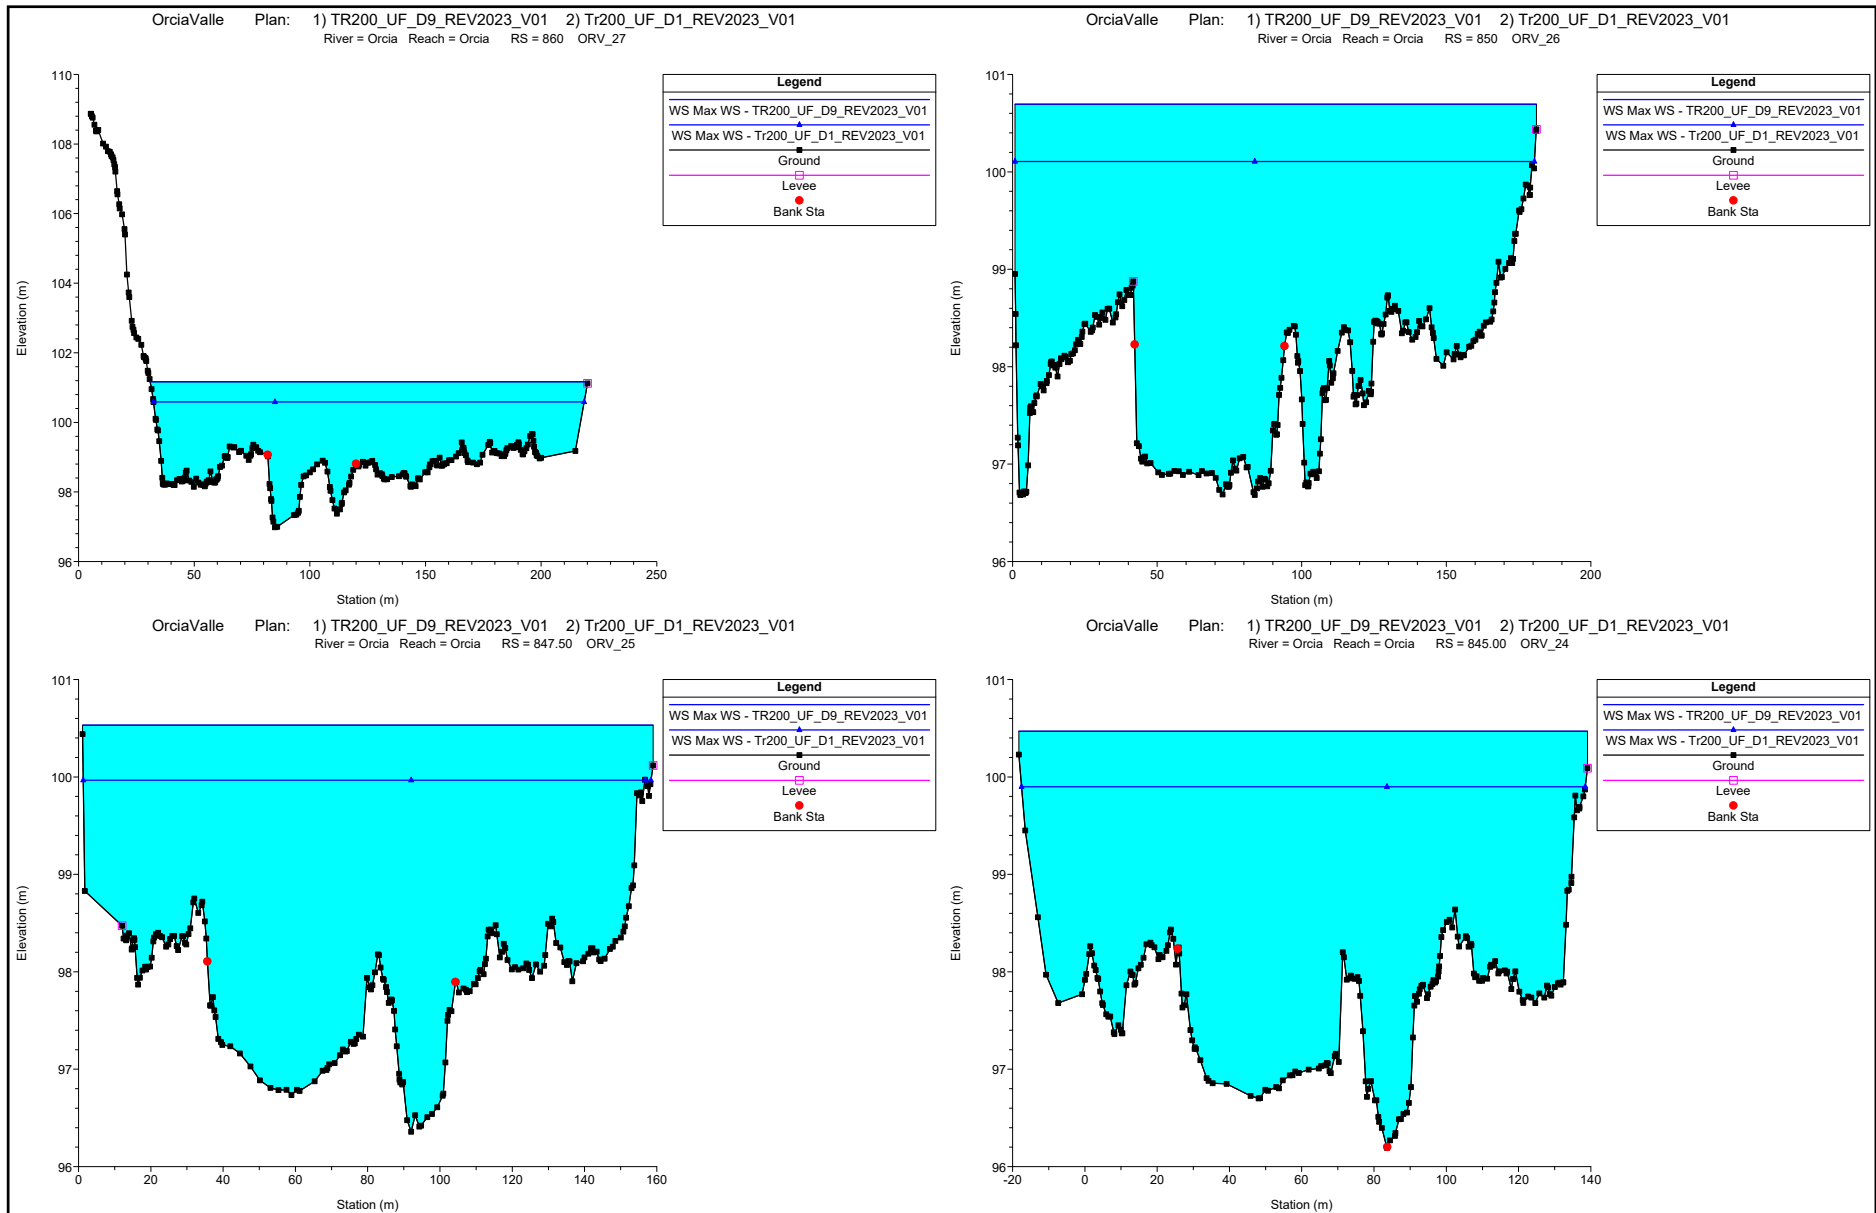 OrciaValle Plan: 1) TR200_UF_D9_REV2023_V01 2) Tr200_UF_D1_REV2023_V01
River = Orcia Reach = Orcia RS = 860 ORV_27
110
108
106
104
102
100
98
96
Elevation (m)
0 50 100 150 200 250
Station (m)
Legend
WS Max WS - TR200_UF_D9_REV2023_V01
WS Max WS - Tr200_UF_D1_REV2023_V01
Ground
Levee
Bank Sta
OrciaValle Plan: 1) TR200_UF_D9_REV2023_V01 2) Tr200_UF_D1_REV2023_V01
River = Orcia Reach = Orcia RS = 850 ORV_26
101
100
99
98
97
96
Elevation (m)
0 50 100 150 200
Station (m)
Legend
WS Max WS - TR200_UF_D9_REV2023_V01
WS Max WS - Tr200_UF_D1_REV2023_V01
Ground
Levee
Bank Sta
OrciaValle Plan: 1) TR200_UF_D9_REV2023_V01 2) Tr200_UF_D1_REV2023_V01
River = Orcia Reach = Orcia RS = 847.50 ORV_25
101
100
99
98
97
96
Elevation (m)
0 20 40 60 80 100 120 140 160
Station (m)
Legend
WS Max WS - TR200_UF_D9_REV2023_V01
WS Max WS - Tr200_UF_D1_REV2023_V01
Ground
Levee
Bank Sta
OrciaValle Plan: 1) TR200_UF_D9_REV2023_V01 2) Tr200_UF_D1_REV2023_V01
River = Orcia Reach = Orcia RS = 845.00 ORV_24
101
100
99
98
97
96
Elevation (m)
-20 0 20 40 60 80 100 120 140
Station (m)
Legend
WS Max WS - TR200_UF_D9_REV2023_V01
WS Max WS - Tr200_UF_D1_REV2023_V01
Ground
Levee
Bank Sta